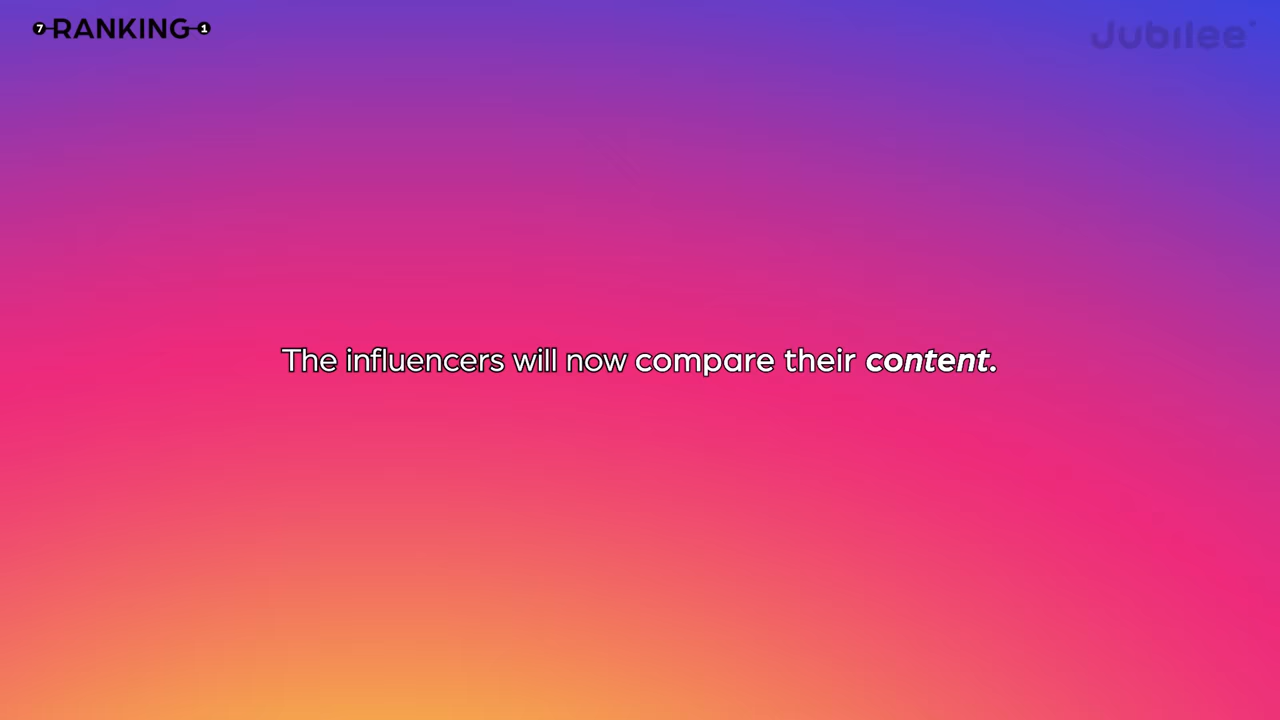 7 RANKING 1
Jubilee
The influencers will now compare their content.